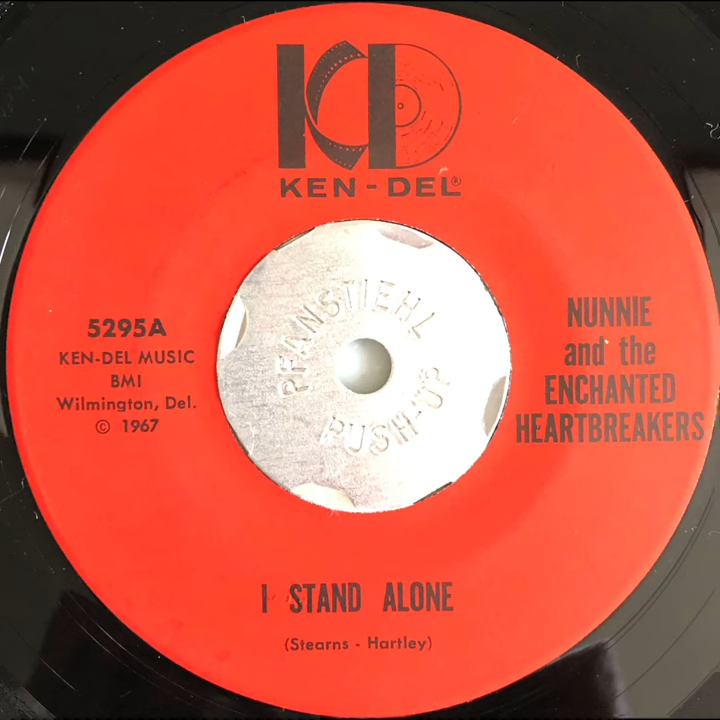 KD
KEN-DEL®
5295A
KEN-DEL MUSIC
BMI
Wilmington, Del.
© 1967
PFANSTIEHL
PUSH-UP
NUNNIE
and the
ENCHANTED
HEARTBREAKERS
I STAND ALONE
(Stearns - Hartley)